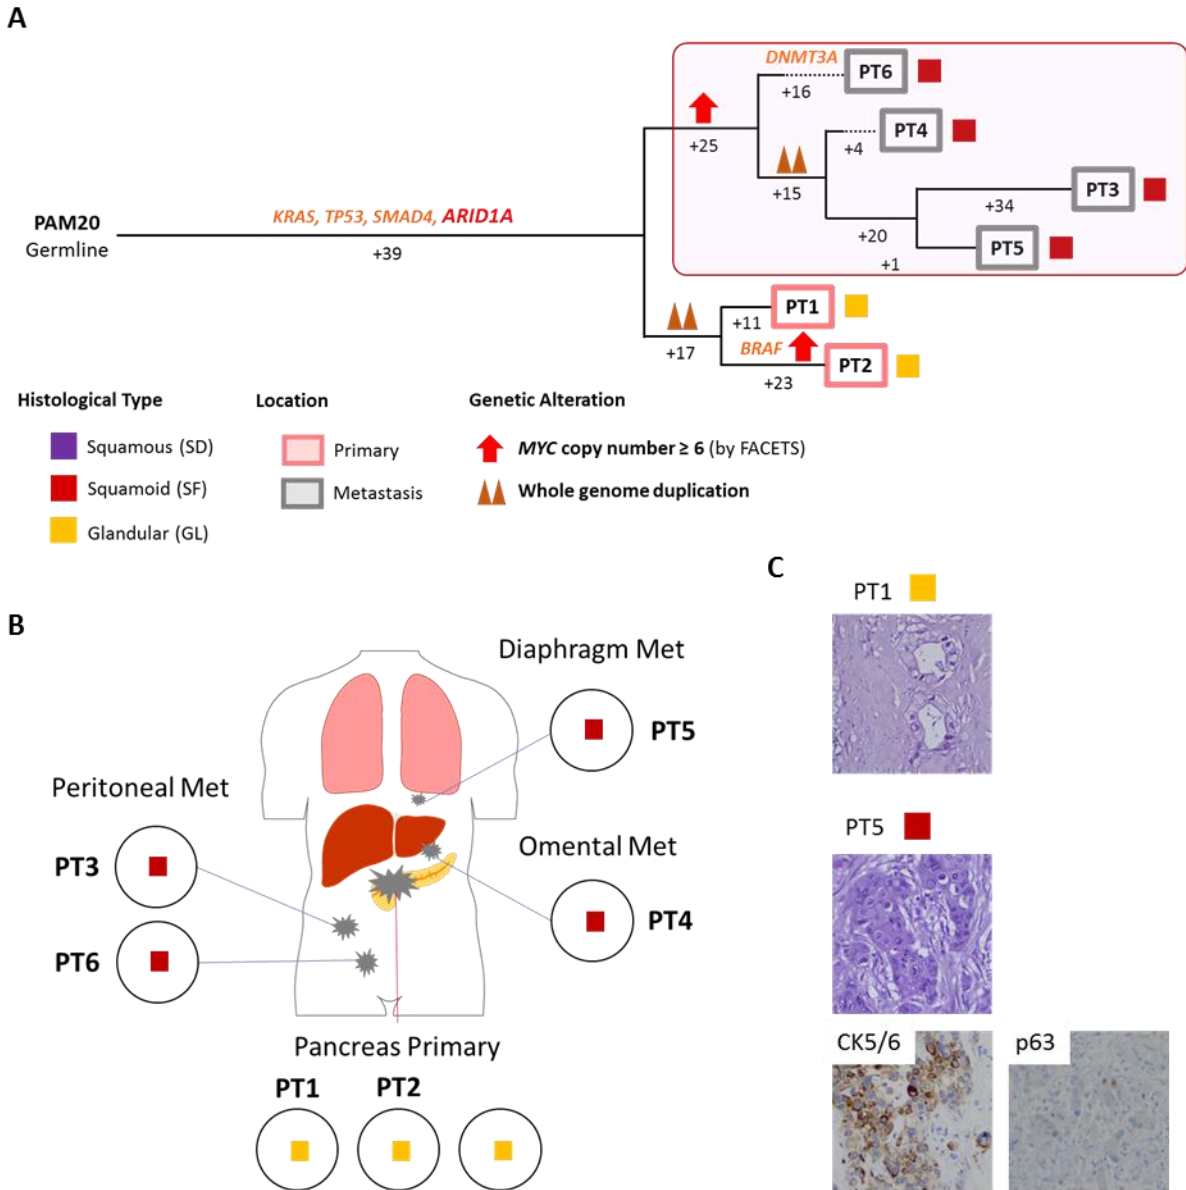 A
DNMT3A
PT6
+16
PT4
+25
+4
+15
PT3
KRAS, TP53, SMAD4, ARID1A
PAM20
+34
Germline
+39
+20
PT5
+1
PT1
+11
BRAF
+17
PT2
+23
Histological Type
Location
Genetic Alteration
Squamous (SD)
Primary
MYC copy number ≥ 6 (by FACETS)
Squamoid (SF)
Metastasis
Whole genome duplication
Glandular (GL)
C
PT1
B
Diaphragm Met
PT5
Peritoneal Met
PT3
Omental Met
PT4
PT6
Pancreas Primary
PT1 PT2
PT5
CK5/6
p63